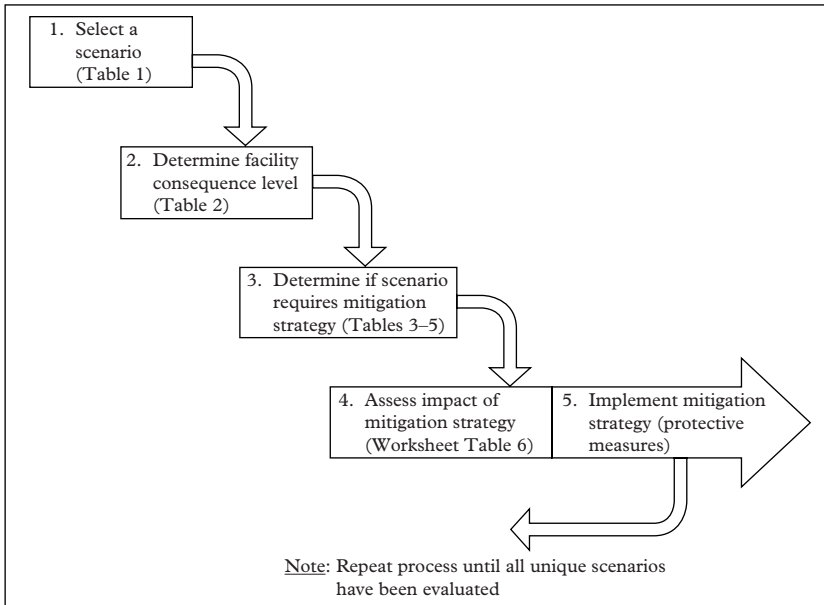 1. Select a
scenario
(Table 1)
2. Determine facility
consequence level
(Table 2)
3. Determine if scenario
requires mitigation
strategy (Tables 3–5)
4. Assess impact of
mitigation strategy
(Worksheet Table 6)
5. Implement mitigation
strategy (protective
measures)
Note: Repeat process until all unique scenarios
have been evaluated